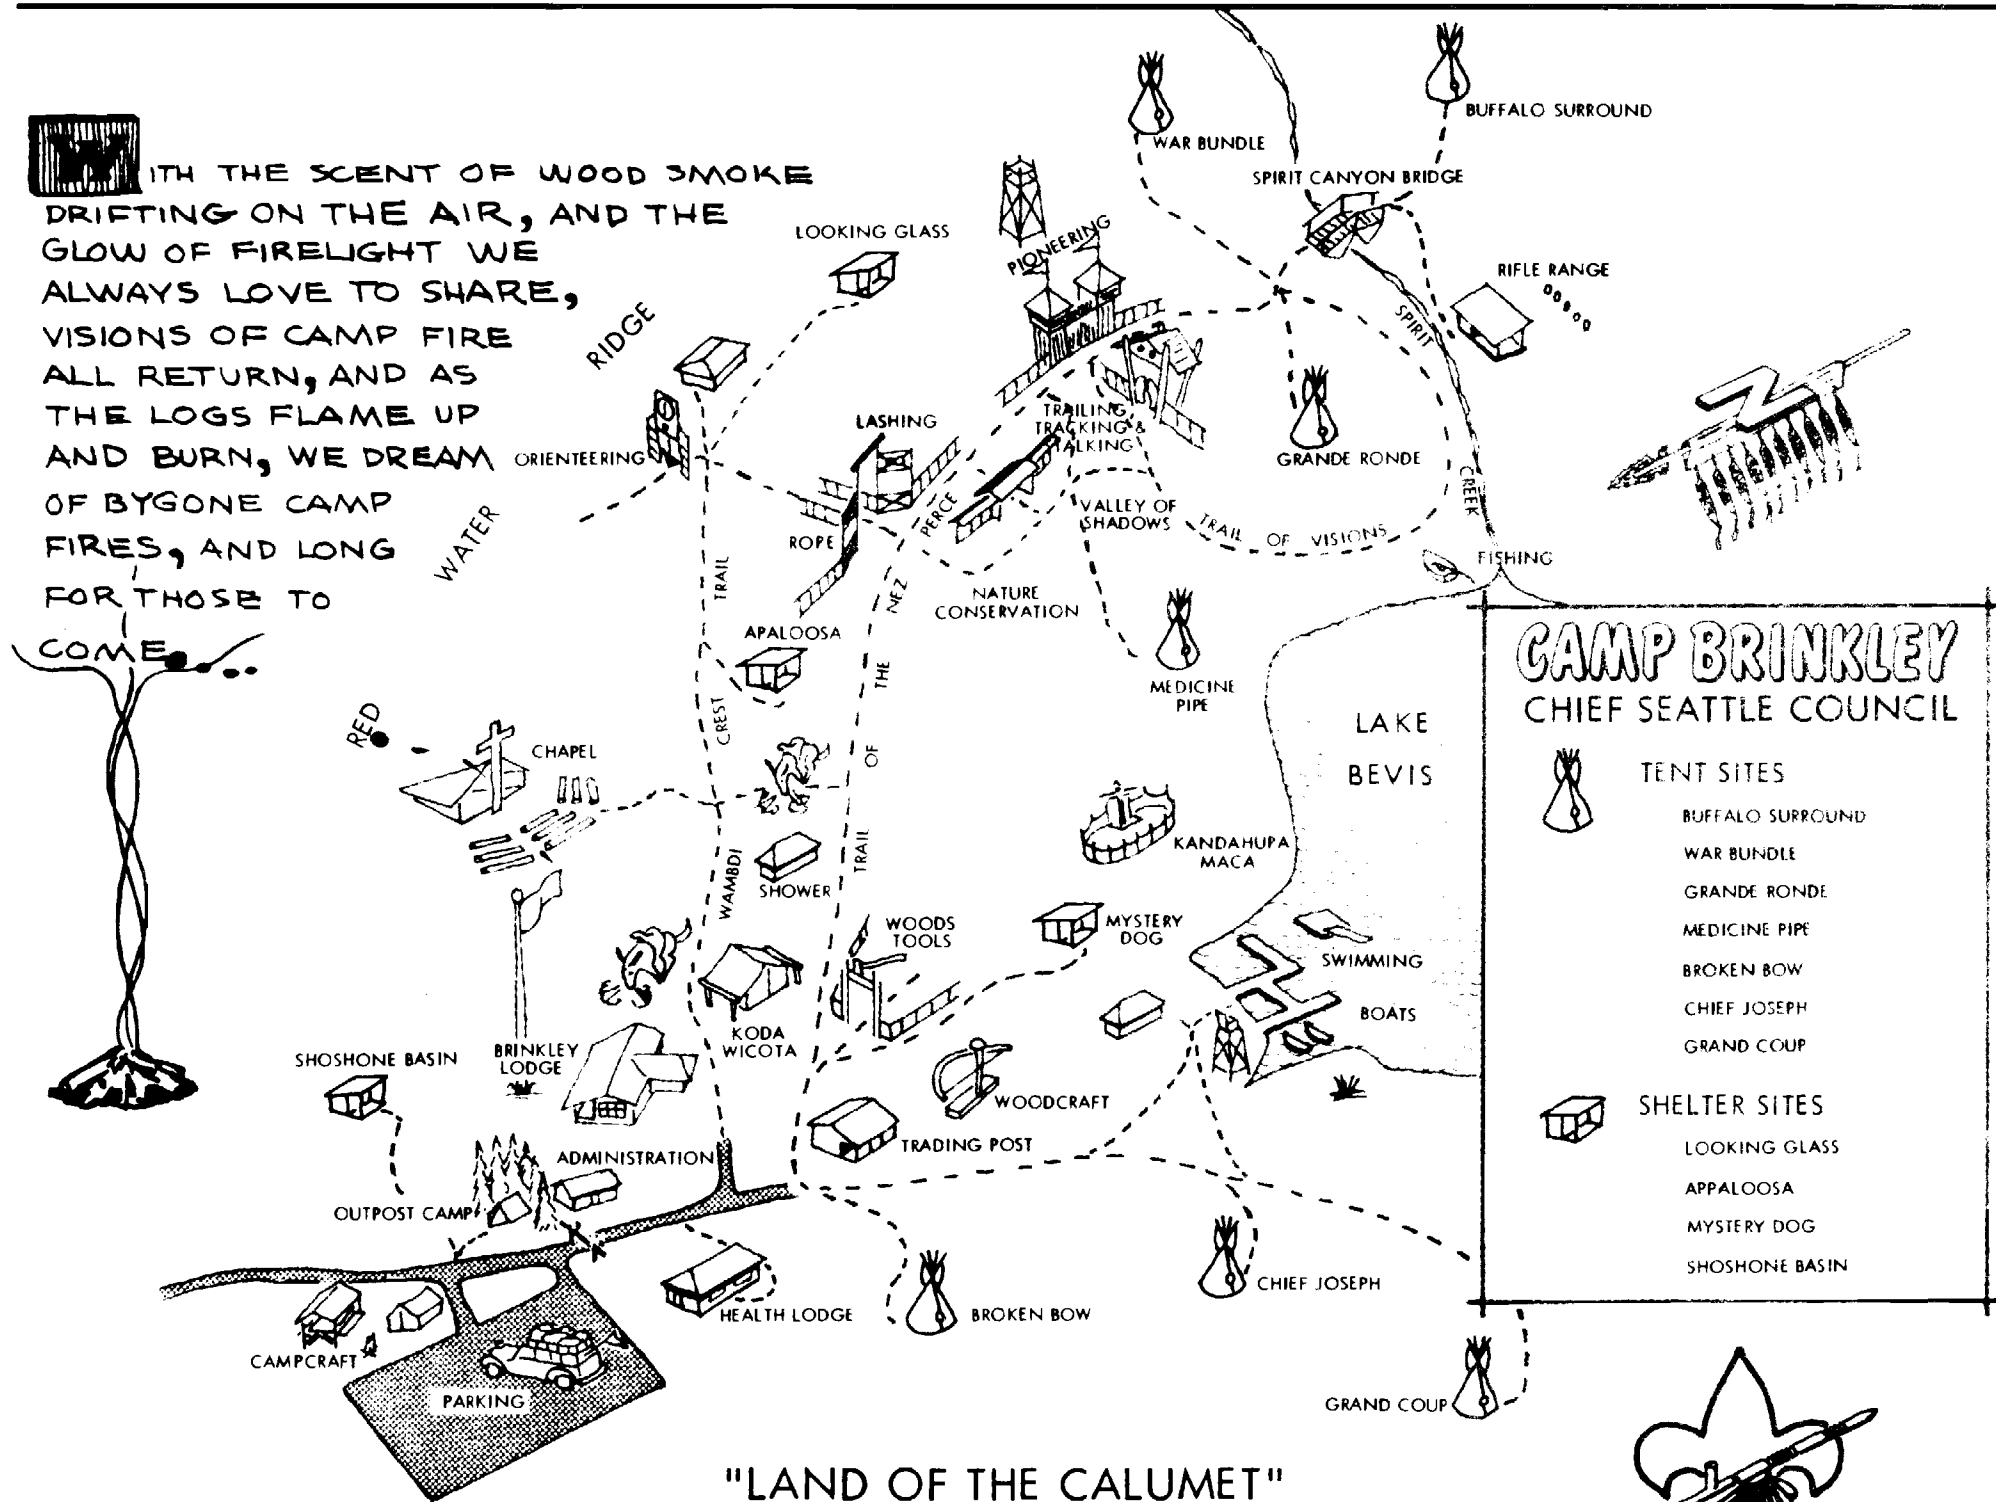 WITH THE SCENT OF WOOD SMOKE
DRIFTING ON THE AIR, AND THE
GLOW OF FIRELIGHT WE
ALWAYS LOVE TO SHARE,
VISIONS OF CAMP FIRE
ALL RETURN, AND AS
THE LOGS FLAME UP
AND BURN, WE DREAM
OF BYGONE CAMP
FIRES, AND LONG
FOR THOSE TO
COME.
WAR BUNDLE
BUFFALO SURROUND
SPIRIT CANYON BRIDGE
LOOKING GLASS
PIONEERING
RIFLE RANGE
RIDGE
SPIRIT
CREEK
LASHING
TRAILING
TRACKING &
TALKING
GRANDE RONDE
ORIENTEERING
WATER
ROPE
VALLEY OF
SHADOWS
TRAIL OF VISIONS
FISHING
NATURE
CONSERVATION
APALOOSA
MEDICINE
PIPE
WAMBDI CREST TRAIL
TRAIL OF THE NEZ PERCE
RED
CHAPEL
LAKE
BEVIS
KANDAHUPA
MACA
SHOWER
WOODS
TOOLS
MYSTERY
DOG
SWIMMING
BOATS
KODA
WICOTA
BRINKLEY
LODGE
SHOSHONE BASIN
WOODCRAFT
TRADING POST
ADMINISTRATION
OUTPOST CAMP
HEALTH LODGE
BROKEN BOW
CHIEF JOSEPH
CAMPCRAFT
PARKING
GRAND COUP
CAMP BRINKLEY
CHIEF SEATTLE COUNCIL
TENT SITES
BUFFALO SURROUND
WAR BUNDLE
GRANDE RONDE
MEDICINE PIPE
BROKEN BOW
CHIEF JOSEPH
GRAND COUP
SHELTER SITES
LOOKING GLASS
APPALOOSA
MYSTERY DOG
SHOSHONE BASIN
"LAND OF THE CALUMET"